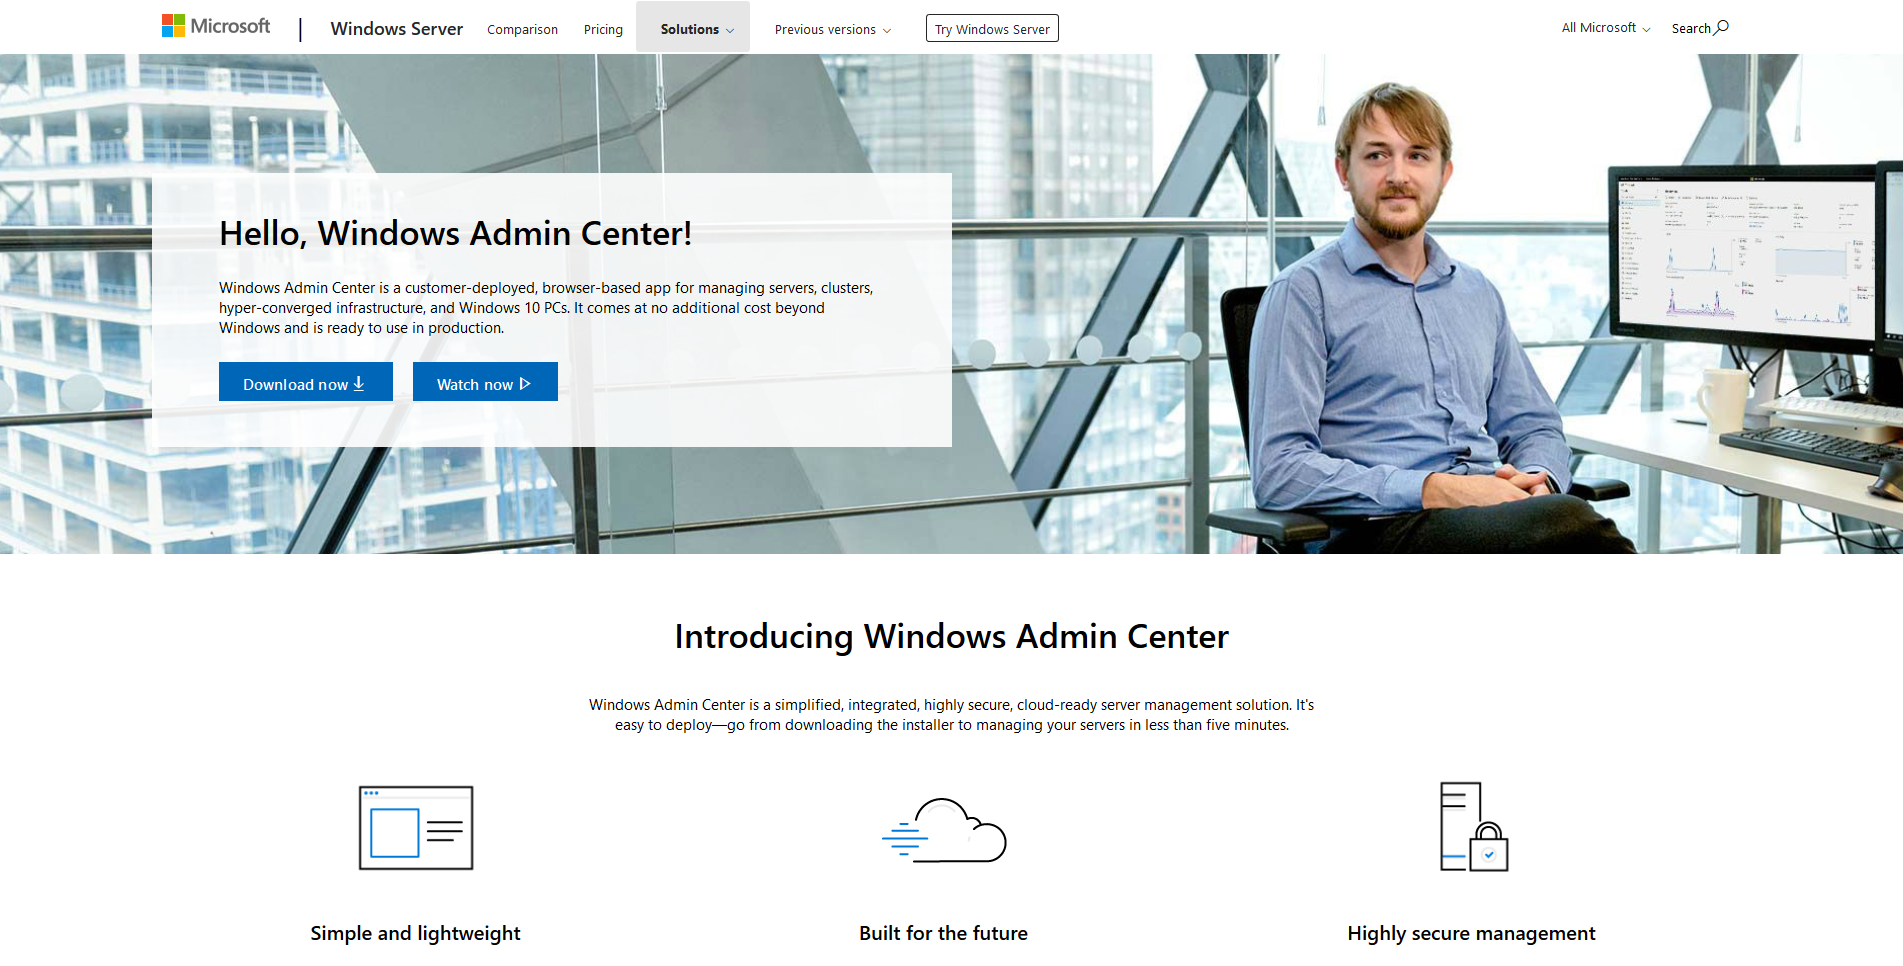 Microsoft
Windows Server
Comparison
Pricing
Solutions
Previous versions
Try Windows Server
All Microsoft
Search
Hello, Windows Admin Center!
Windows Admin Center is a customer-deployed, browser-based app for managing servers, clusters,
hyper-converged infrastructure, and Windows 10 PCs. It comes at no additional cost beyond
Windows and is ready to use in production.
Download now
Watch now
Introducing Windows Admin Center
Windows Admin Center is a simplified, integrated, highly secure, cloud-ready server management solution. It's
easy to deploy—go from downloading the installer to managing your servers in less than five minutes.
Simple and lightweight
Built for the future
Highly secure management